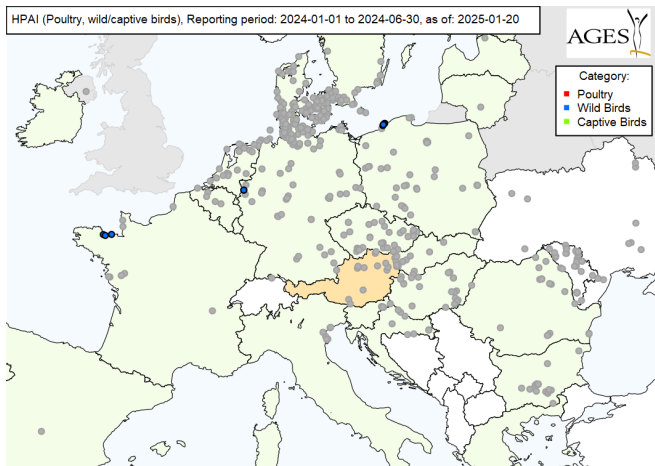 HPAI (Poultry, wild/captive birds), Reporting period: 2024-01-01 to 2024-06-30, as of: 2025-01-20
AGES
Category:
Poultry
Wild Birds
Captive Birds